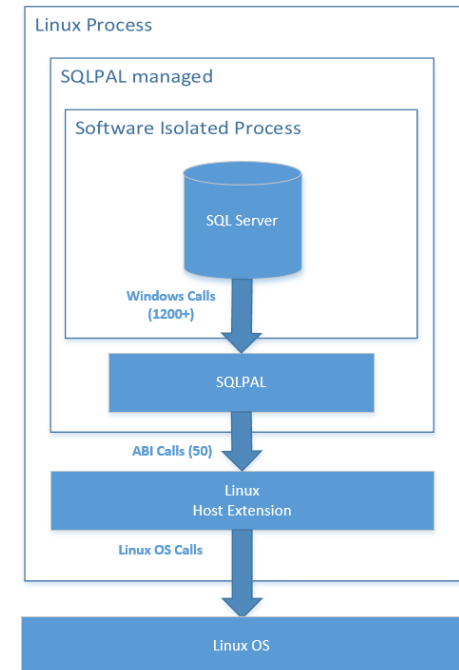 Linux Process
SQLPAL managed
Software Isolated Process
SQL Server
Windows Calls
(1200+)
SQLPAL
ABI Calls (50)
Linux
Host Extension
Linux OS Calls
Linux OS